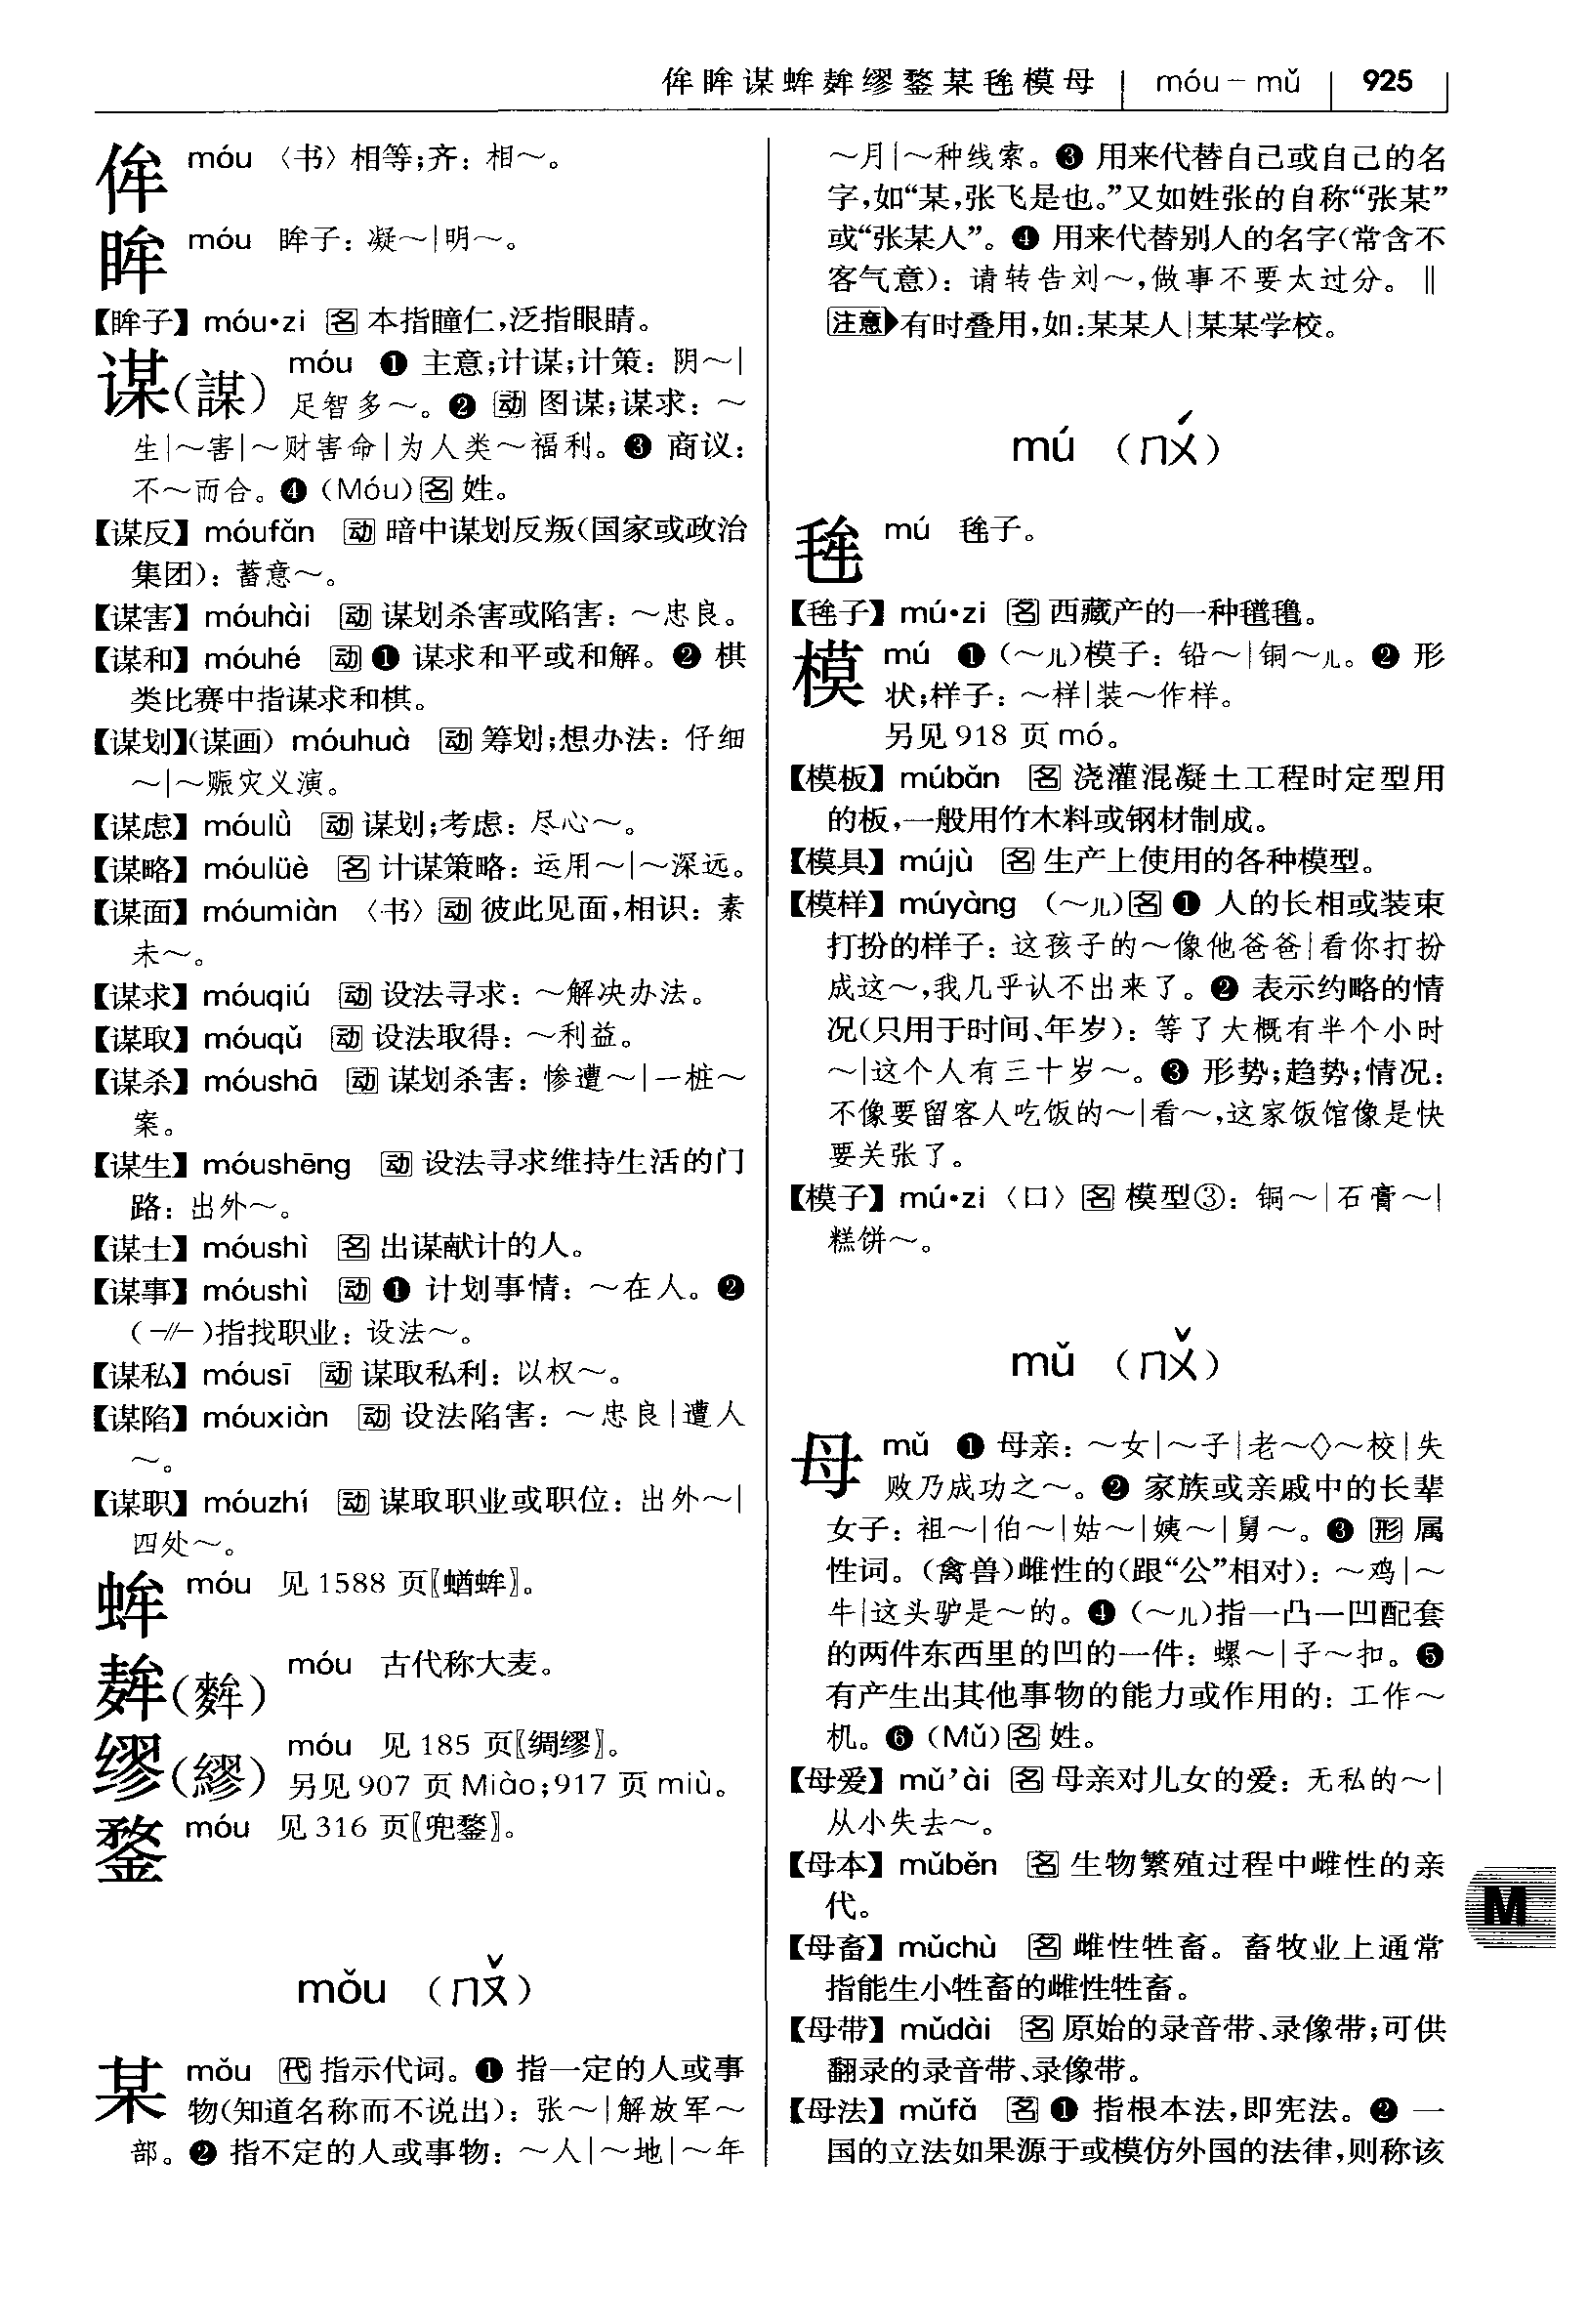 侔眸谋蛑麰缪鍪某毪模母 móu－mǔ 925
侔 móu 〈书〉相等;齐：相～。
眸 móu 眸子：凝～|明～。
【眸子】móu•zi 名 本指瞳仁,泛指眼睛。
谋(謀) móu ❶ 主意;计谋;计策：阴～|
足智多～。❷ 动 图谋;谋求：～
生|～害|～财害命|为人类～福利。❸ 商议：
不～而合。❹ (Móu) 名 姓。
【谋反】móufǎn 动 暗中谋划反叛(国家或政治
集团)：蓄意～。
【谋害】móuhài 动 谋划杀害或陷害：～忠良。
【谋和】móuhé 动 ❶ 谋求和平或和解。❷ 棋
类比赛中指谋求和棋。
【谋划】(谋画) móuhuà 动 筹划;想办法：仔细
～|～赈灾义演。
【谋虑】móulǜ 动 谋划;考虑：尽心～。
【谋略】móulüè 名 计谋策略：运用～|～深远。
【谋面】móumiàn 〈书〉动 彼此见面,相识：素
未～。
【谋求】móuqiú 动 设法寻求：～解决办法。
【谋取】móuqǔ 动 设法取得：～利益。
【谋杀】móushā 动 谋划杀害：惨遭～|一桩～
案。
【谋生】móushēng 动 设法寻求维持生活的门
路：出外～。
【谋士】móushì 名 出谋献计的人。
【谋事】móushì 动 ❶ 计划事情：～在人。❷
(-//-)指找职业：设法～。
【谋私】móusī 动 谋取私利：以权～。
【谋陷】móuxiàn 动 设法陷害：～忠良|遭人
～。
【谋职】móuzhí 动 谋取职业或职位：出外～|
四处～。
蛑 móu 见 1588 页〖蝤蛑〗。
麰(麰) móu 古代称大麦。
缪(繆) móu 见 185 页〖绸缪〗。
另见 907 页 Miào;917 页 miù。
鍪 móu 见 316 页〖兜鍪〗。
mǒu (ㄇㄡˇ)
某 mǒu 代 指示代词。❶ 指一定的人或事
物(知道名称而不说出)：张～|解放军～
部。❷ 指不定的人或事物：～人|～地|～年
～月|～种线索。❸ 用来代替自己或自己的名
字,如“某,张飞是也。”又如姓张的自称“张某”
或“张某人”。❹ 用来代替别人的名字(常含不
客气意)：请转告刘～,做事不要太过分。‖
注意 有时叠用,如:某某人|某某学校。
mú (ㄇㄨˊ)
毪 mú 毪子。
【毪子】mú•zi 名 西藏产的一种氆氇。
模 mú ❶ (～儿)模子：铅～|铜～儿。❷ 形
状;样子：～样|装～作样。
另见 918 页 mó。
【模板】múbǎn 名 浇灌混凝土工程时定型用
的板,一般用竹木料或钢材制成。
【模具】mújù 名 生产上使用的各种模型。
【模样】múyàng (～儿) 名 ❶ 人的长相或装束
打扮的样子：这孩子的～像他爸爸|看你打扮
成这～,我几乎认不出来了。❷ 表示约略的情
况(只用于时间、年岁)：等了大概有半个小时
～|这个人有三十岁～。❸ 形势;趋势;情况：
不像要留客人吃饭的～|看～,这家饭馆像是快
要关张了。
【模子】mú•zi 〈口〉名 模型③：铜～|石膏～|
糕饼～。
mǔ (ㄇㄨˇ)
母 mǔ ❶ 母亲：～女|～子|老～◇～校|失
败乃成功之～。❷ 家族或亲戚中的长辈
女子：祖～|伯～|姑～|姨～|舅～。❸ 形 属
性词。(禽兽)雌性的(跟“公”相对)：～鸡|～
牛|这头驴是～的。❹ (～儿)指一凸一凹配套
的两件东西里的凹的一件：螺～|子～扣。❺
有产生出其他事物的能力或作用的：工作～
机。❻ (Mǔ) 名 姓。
【母爱】mǔ’ài 名 母亲对儿女的爱：无私的～|
从小失去～。
【母本】mǔběn 名 生物繁殖过程中雌性的亲
代。
【母畜】mǔchù 名 雌性牲畜。畜牧业上通常
指能生小牲畜的雌性牲畜。
【母带】mǔdài 名 原始的录音带、录像带;可供
翻录的录音带、录像带。
【母法】mǔfǎ 名 ❶ 指根本法,即宪法。❷ 一
国的立法如果源于或模仿外国的法律,则称该
M